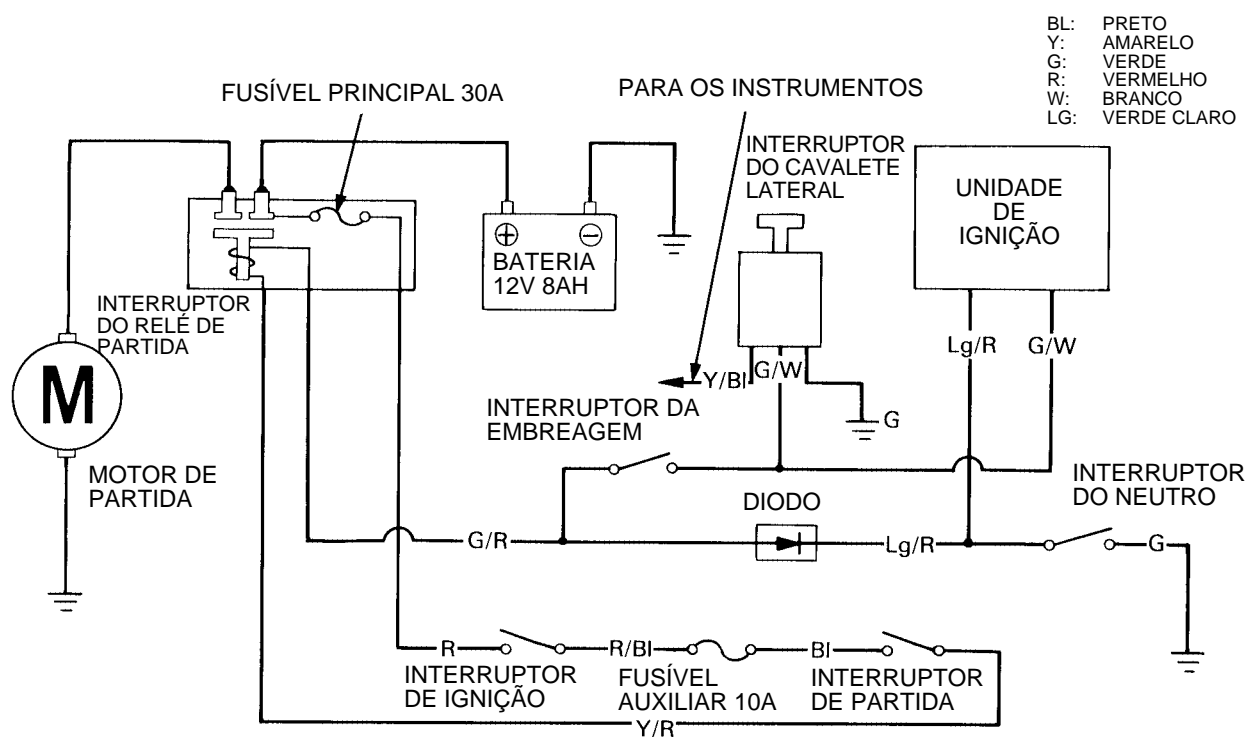 BL: PRETO
Y: AMARELO
G: VERDE
R: VERMELHO
W: BRANCO
LG: VERDE CLARO
FUSÍVEL PRINCIPAL 30A
PARA OS INSTRUMENTOS
INTERRUPTOR
DO CAVALETE
LATERAL
UNIDADE
DE
IGNIÇÃO
+
−
BATERIA
12V 8AH
INTERRUPTOR
DO RELÉ DE
PARTIDA
M
MOTOR DE
PARTIDA
Lg/R
G/W
Y/Bl
G/W
G
INTERRUPTOR DA
EMBREAGEM
INTERRUPTOR
DO NEUTRO
DIODO
G/R
Lg/R
G
R
R/Bl
Bl
INTERRUPTOR
DE IGNIÇÃO
FUSÍVEL
AUXILIAR 10A
INTERRUPTOR
DE PARTIDA
Y/R